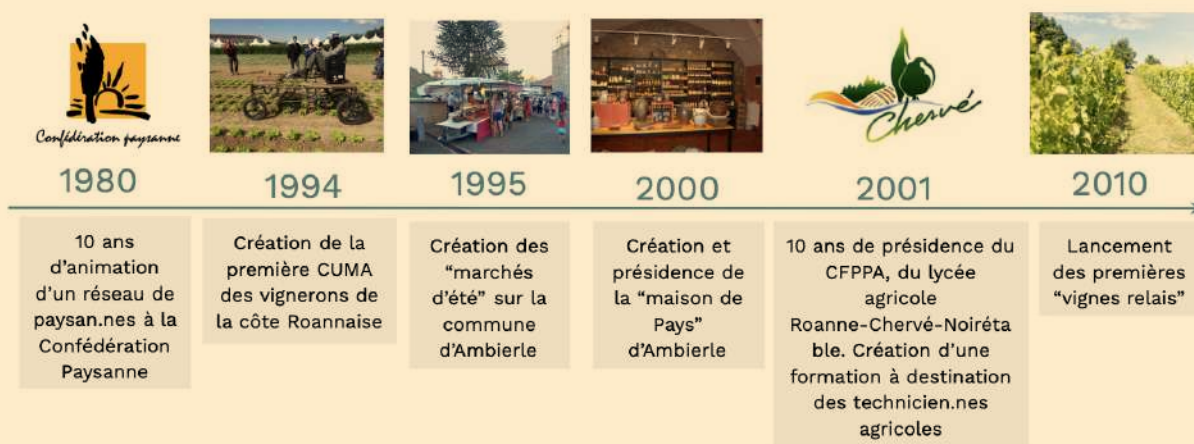 Confédération paysanne
Chervé
1980
1994
1995
2000
2001
2010
10 ans
d'animation
d'un réseau de
paysan.nes à la
Confédération
Paysanne
Création de la
première CUMA
des vignerons de
la côte Roannaise
Création des
“marchés
d'été” sur la
commune
d'Ambierle
Création et
présidence de
la “maison de
Pays”
d'Ambierle
10 ans de présidence du
CFPPA, du lycée
agricole
Roanne-Chervé-Noiréta
ble. Création d'une
formation à destination
des technicien.nes
agricoles
Lancement
des premières
“vignes relais”